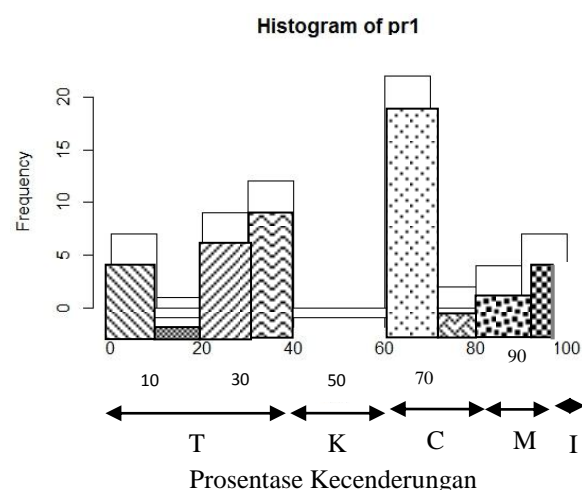 Histogram of pr1
20
15
10
5
0
Frequency
0 20 40 60 80 100
10 30 50 70 90
T K C M I
Prosentase Kecenderungan